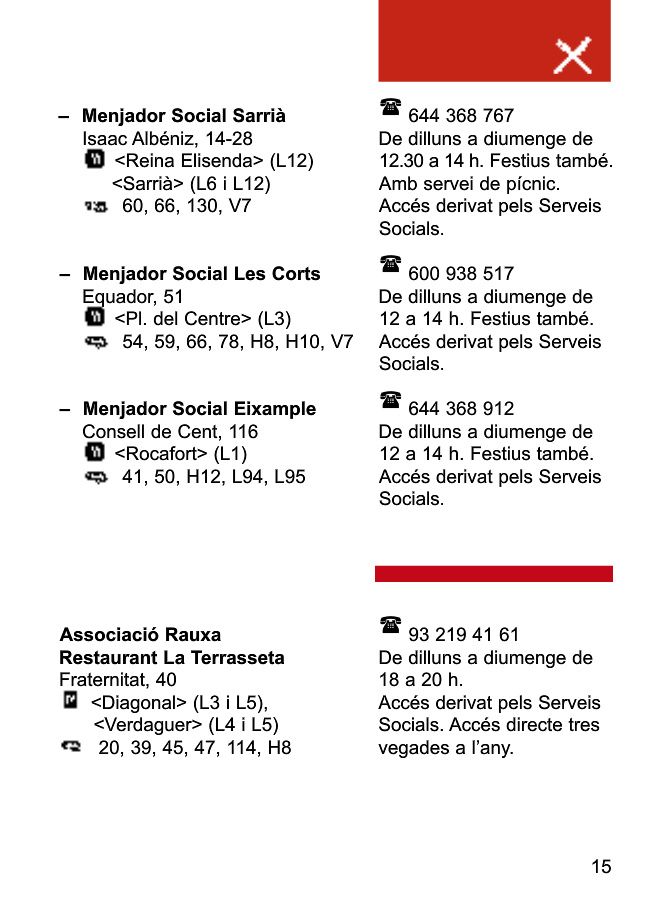 – Menjador Social Sarrià
Isaac Albéniz, 14-28
<Reina Elisenda> (L12)
<Sarrià> (L6 i L12)
60, 66, 130, V7
644 368 767
De dilluns a diumenge de
12.30 a 14 h. Festius també.
Amb servei de pícnic.
Accés derivat pels Serveis
Socials.
– Menjador Social Les Corts
Equador, 51
<Pl. del Centre> (L3)
54, 59, 66, 78, H8, H10, V7
600 938 517
De dilluns a diumenge de
12 a 14 h. Festius també.
Accés derivat pels Serveis
Socials.
– Menjador Social Eixample
Consell de Cent, 116
<Rocafort> (L1)
41, 50, H12, L94, L95
644 368 912
De dilluns a diumenge de
12 a 14 h. Festius també.
Accés derivat pels Serveis
Socials.
Associació Rauxa
Restaurant La Terrasseta
Fraternitat, 40
<Diagonal> (L3 i L5),
<Verdaguer> (L4 i L5)
20, 39, 45, 47, 114, H8
93 219 41 61
De dilluns a diumenge de
18 a 20 h.
Accés derivat pels Serveis
Socials. Accés directe tres
vegades a l’any.
15